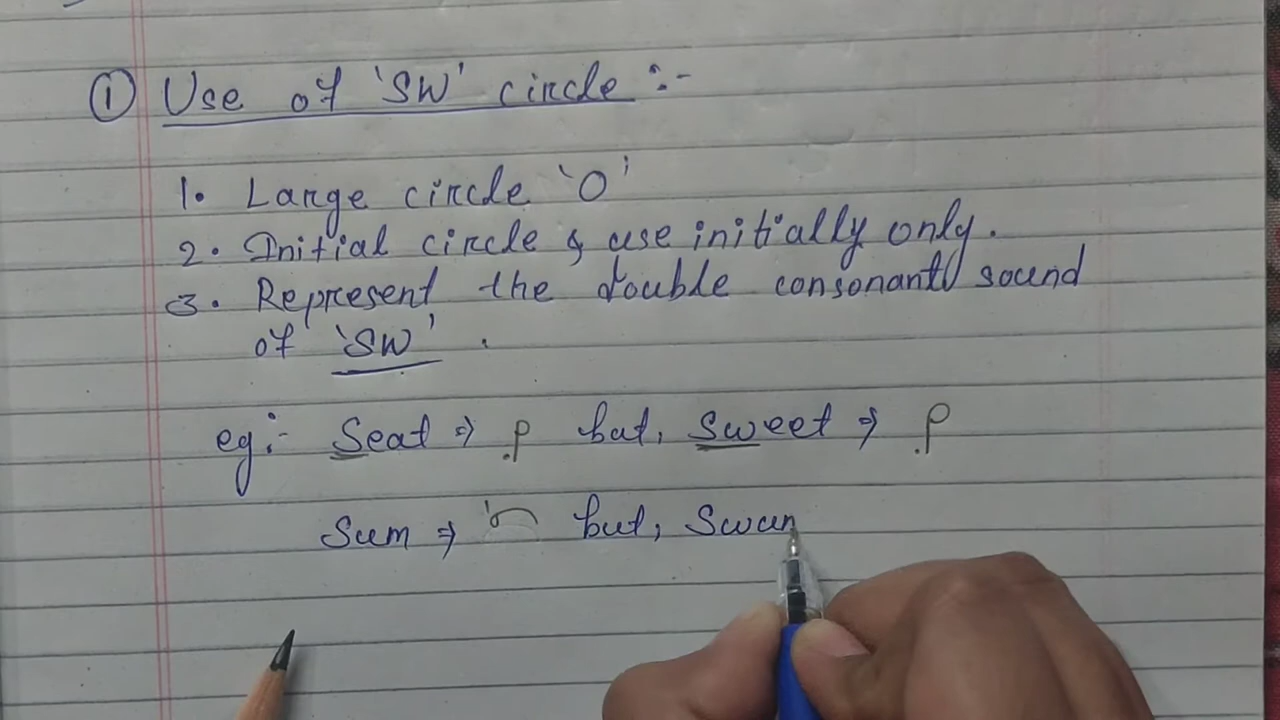 ① Use of 'SW' circle :-
1. Large circle 'O'
2. Initial circle & use initially only.
3. Represent the double consonant sound
of 'SW' .
eg:- Seat ⇒ but, Sweet ⇒
Sum ⇒ but, Swum